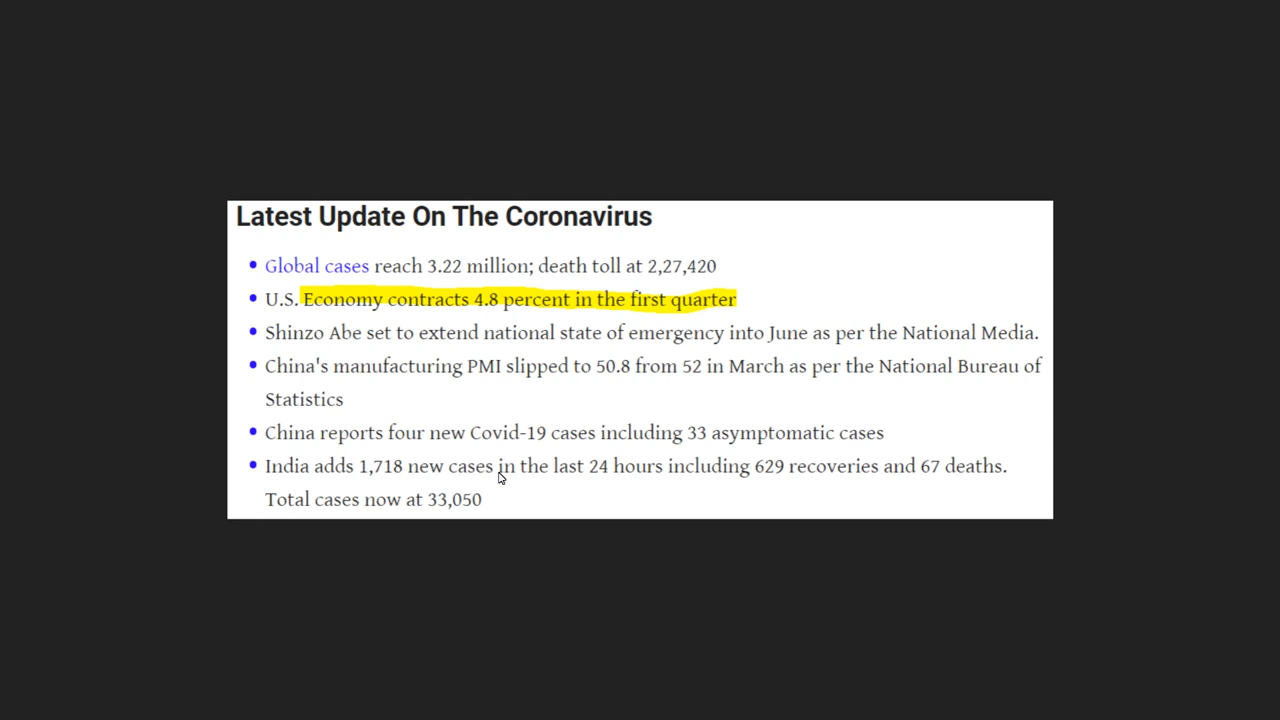 Latest Update On The Coronavirus
Global cases reach 3.22 million; death toll at 2,27,420
U.S. Economy contracts 4.8 percent in the first quarter
Shinzo Abe set to extend national state of emergency into June as per the National Media.
China's manufacturing PMI slipped to 50.8 from 52 in March as per the National Bureau of
Statistics
China reports four new Covid-19 cases including 33 asymptomatic cases
India adds 1,718 new cases in the last 24 hours including 629 recoveries and 67 deaths.
Total cases now at 33,050